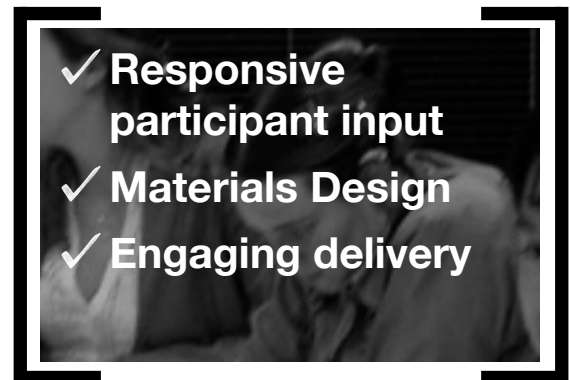 ✓ Responsive
participant input
✓ Materials Design
✓ Engaging delivery